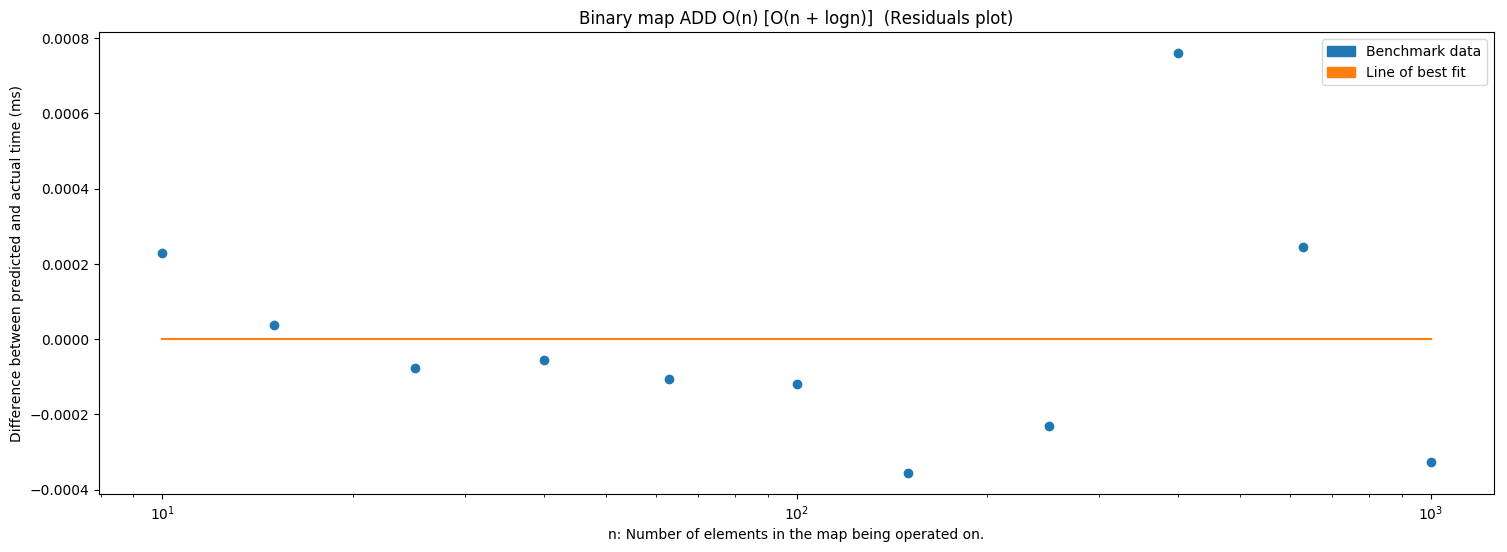 Binary map ADD O(n) [O(n + logn)]  (Residuals plot)
Benchmark data
Line of best fit
Difference between predicted and actual time (ms)
0.0008
0.0006
0.0004
0.0002
0.0000
−0.0002
−0.0004
10¹
10²
10³
n: Number of elements in the map being operated on.